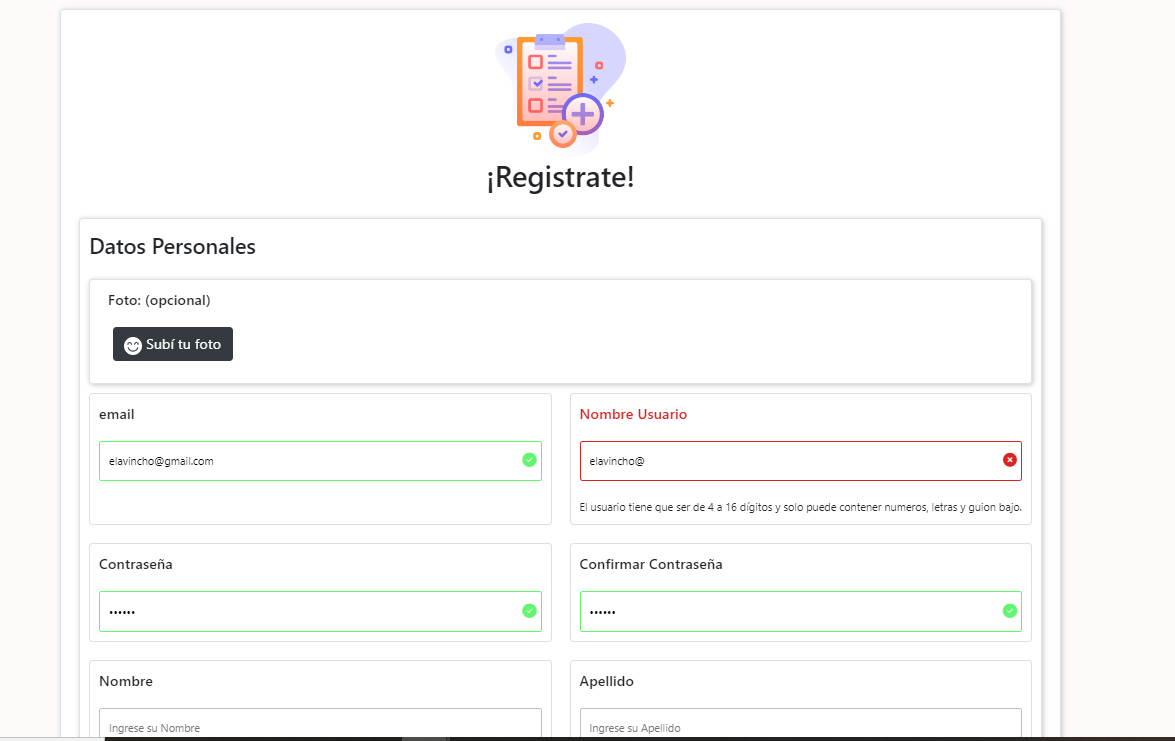 ¡Registrate!
Datos Personales
Foto: (opcional)
Subí tu foto
email
Nombre Usuario
elavincho@gmail.com
elavincho@
El usuario tiene que ser de 4 a 16 dígitos y solo puede contener numeros, letras y guion bajo.
Contraseña
Confirmar Contraseña
••••••
••••••
Nombre
Apellido
Ingrese su Nombre
Ingrese su Apellido